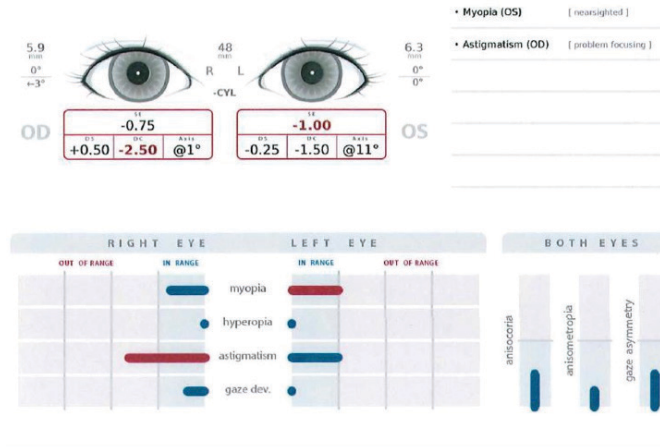 • Myopia (OS) [ nearsighted ]
• Astigmatism (OD) [ problem focusing ]
5.9 mm
0°
←3°
48 mm
R L
-CYL
6.3 mm
0°
0°
OD
SE
-0.75
DS DC Axis
+0.50 -2.50 @1°
SE
-1.00
DS DC Axis
-0.25 -1.50 @11°
OS
RIGHT EYE LEFT EYE
OUT OF RANGE IN RANGE IN RANGE OUT OF RANGE
myopia
hyperopia
astigmatism
gaze dev.
BOTH EYES
anisocoria
anisometropia
gaze asymmetry